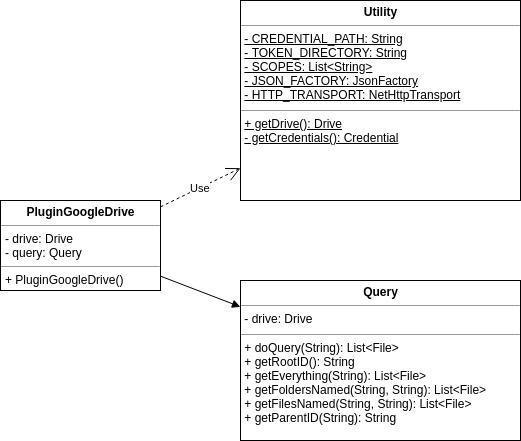 Utility
- CREDENTIAL_PATH: String
- TOKEN_DIRECTORY: String
- SCOPES: List<String>
- JSON_FACTORY: JsonFactory
- HTTP_TRANSPORT: NetHttpTransport
+ getDrive(): Drive
- getCredentials(): Credential
Use
PluginGoogleDrive
- drive: Drive
- query: Query
+ PluginGoogleDrive()
Query
- drive: Drive
+ doQuery(String): List<File>
+ getRootID(): String
+ getEverything(String): List<File>
+ getFoldersNamed(String, String): List<File>
+ getFilesNamed(String, String): List<File>
+ getParentID(String): String